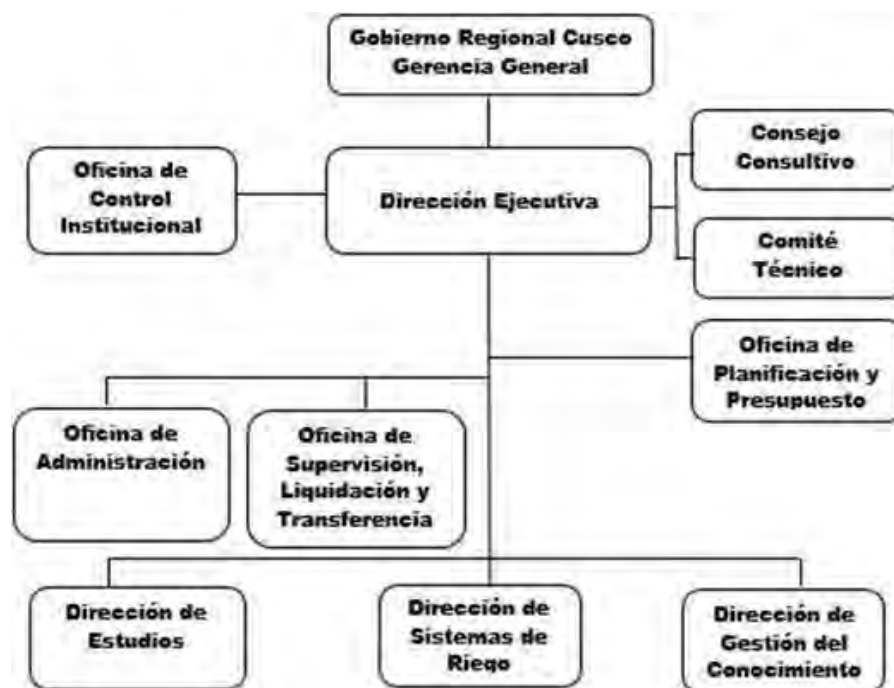 Gobierno Regional Cusco
Gerencia General
Consejo
Consultivo
Oficina de
Control
Institucional
Dirección Ejecutiva
Comité
Técnico
Oficina de
Planificación y
Presupuesto
Oficina de
Administración
Oficina de
Supervisión,
Liquidación y
Transferencia
Dirección de
Estudios
Dirección de
Sistemas de
Riego
Dirección de
Gestión del
Conocimiento